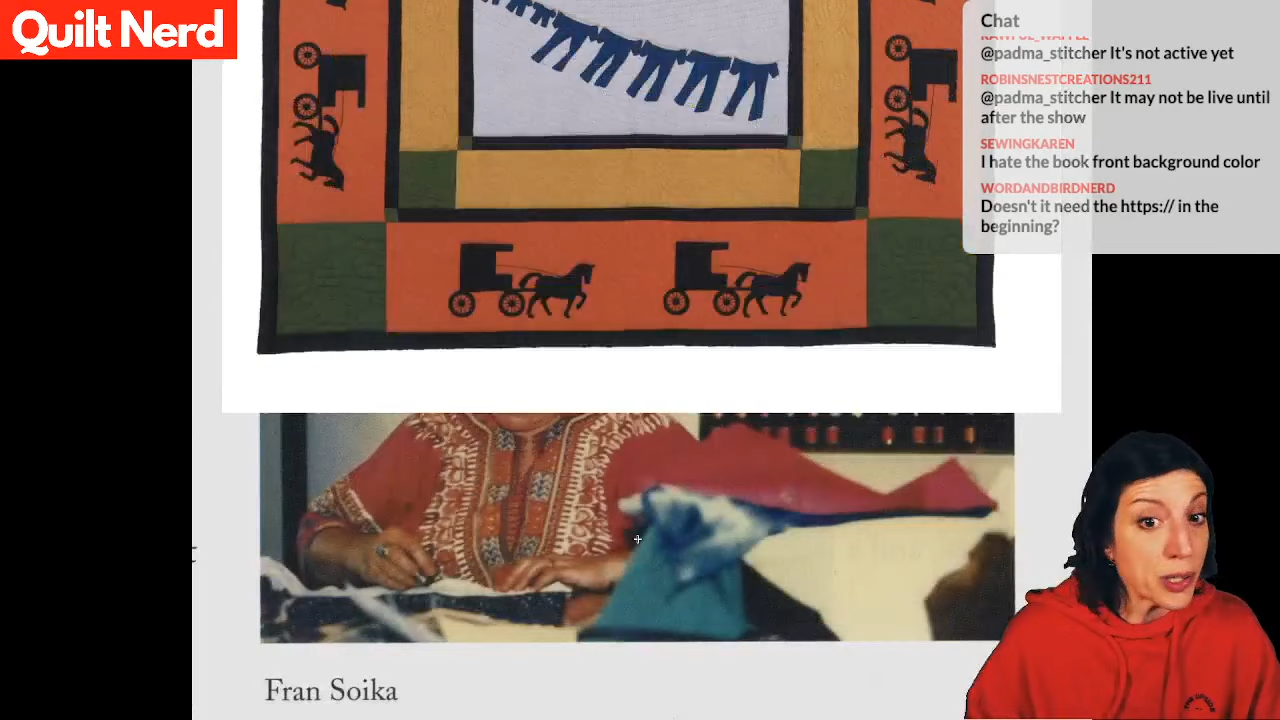 Quilt Nerd
Chat
@padma_stitcher It's not active yet
ROBINSNESTCREATIONS211
@padma_stitcher It may not be live until
after the show
SEWINGKAREN
I hate the book front background color
WORDANDBIRDNERD
Doesn't it need the https:// in the
beginning?
Fran Soika